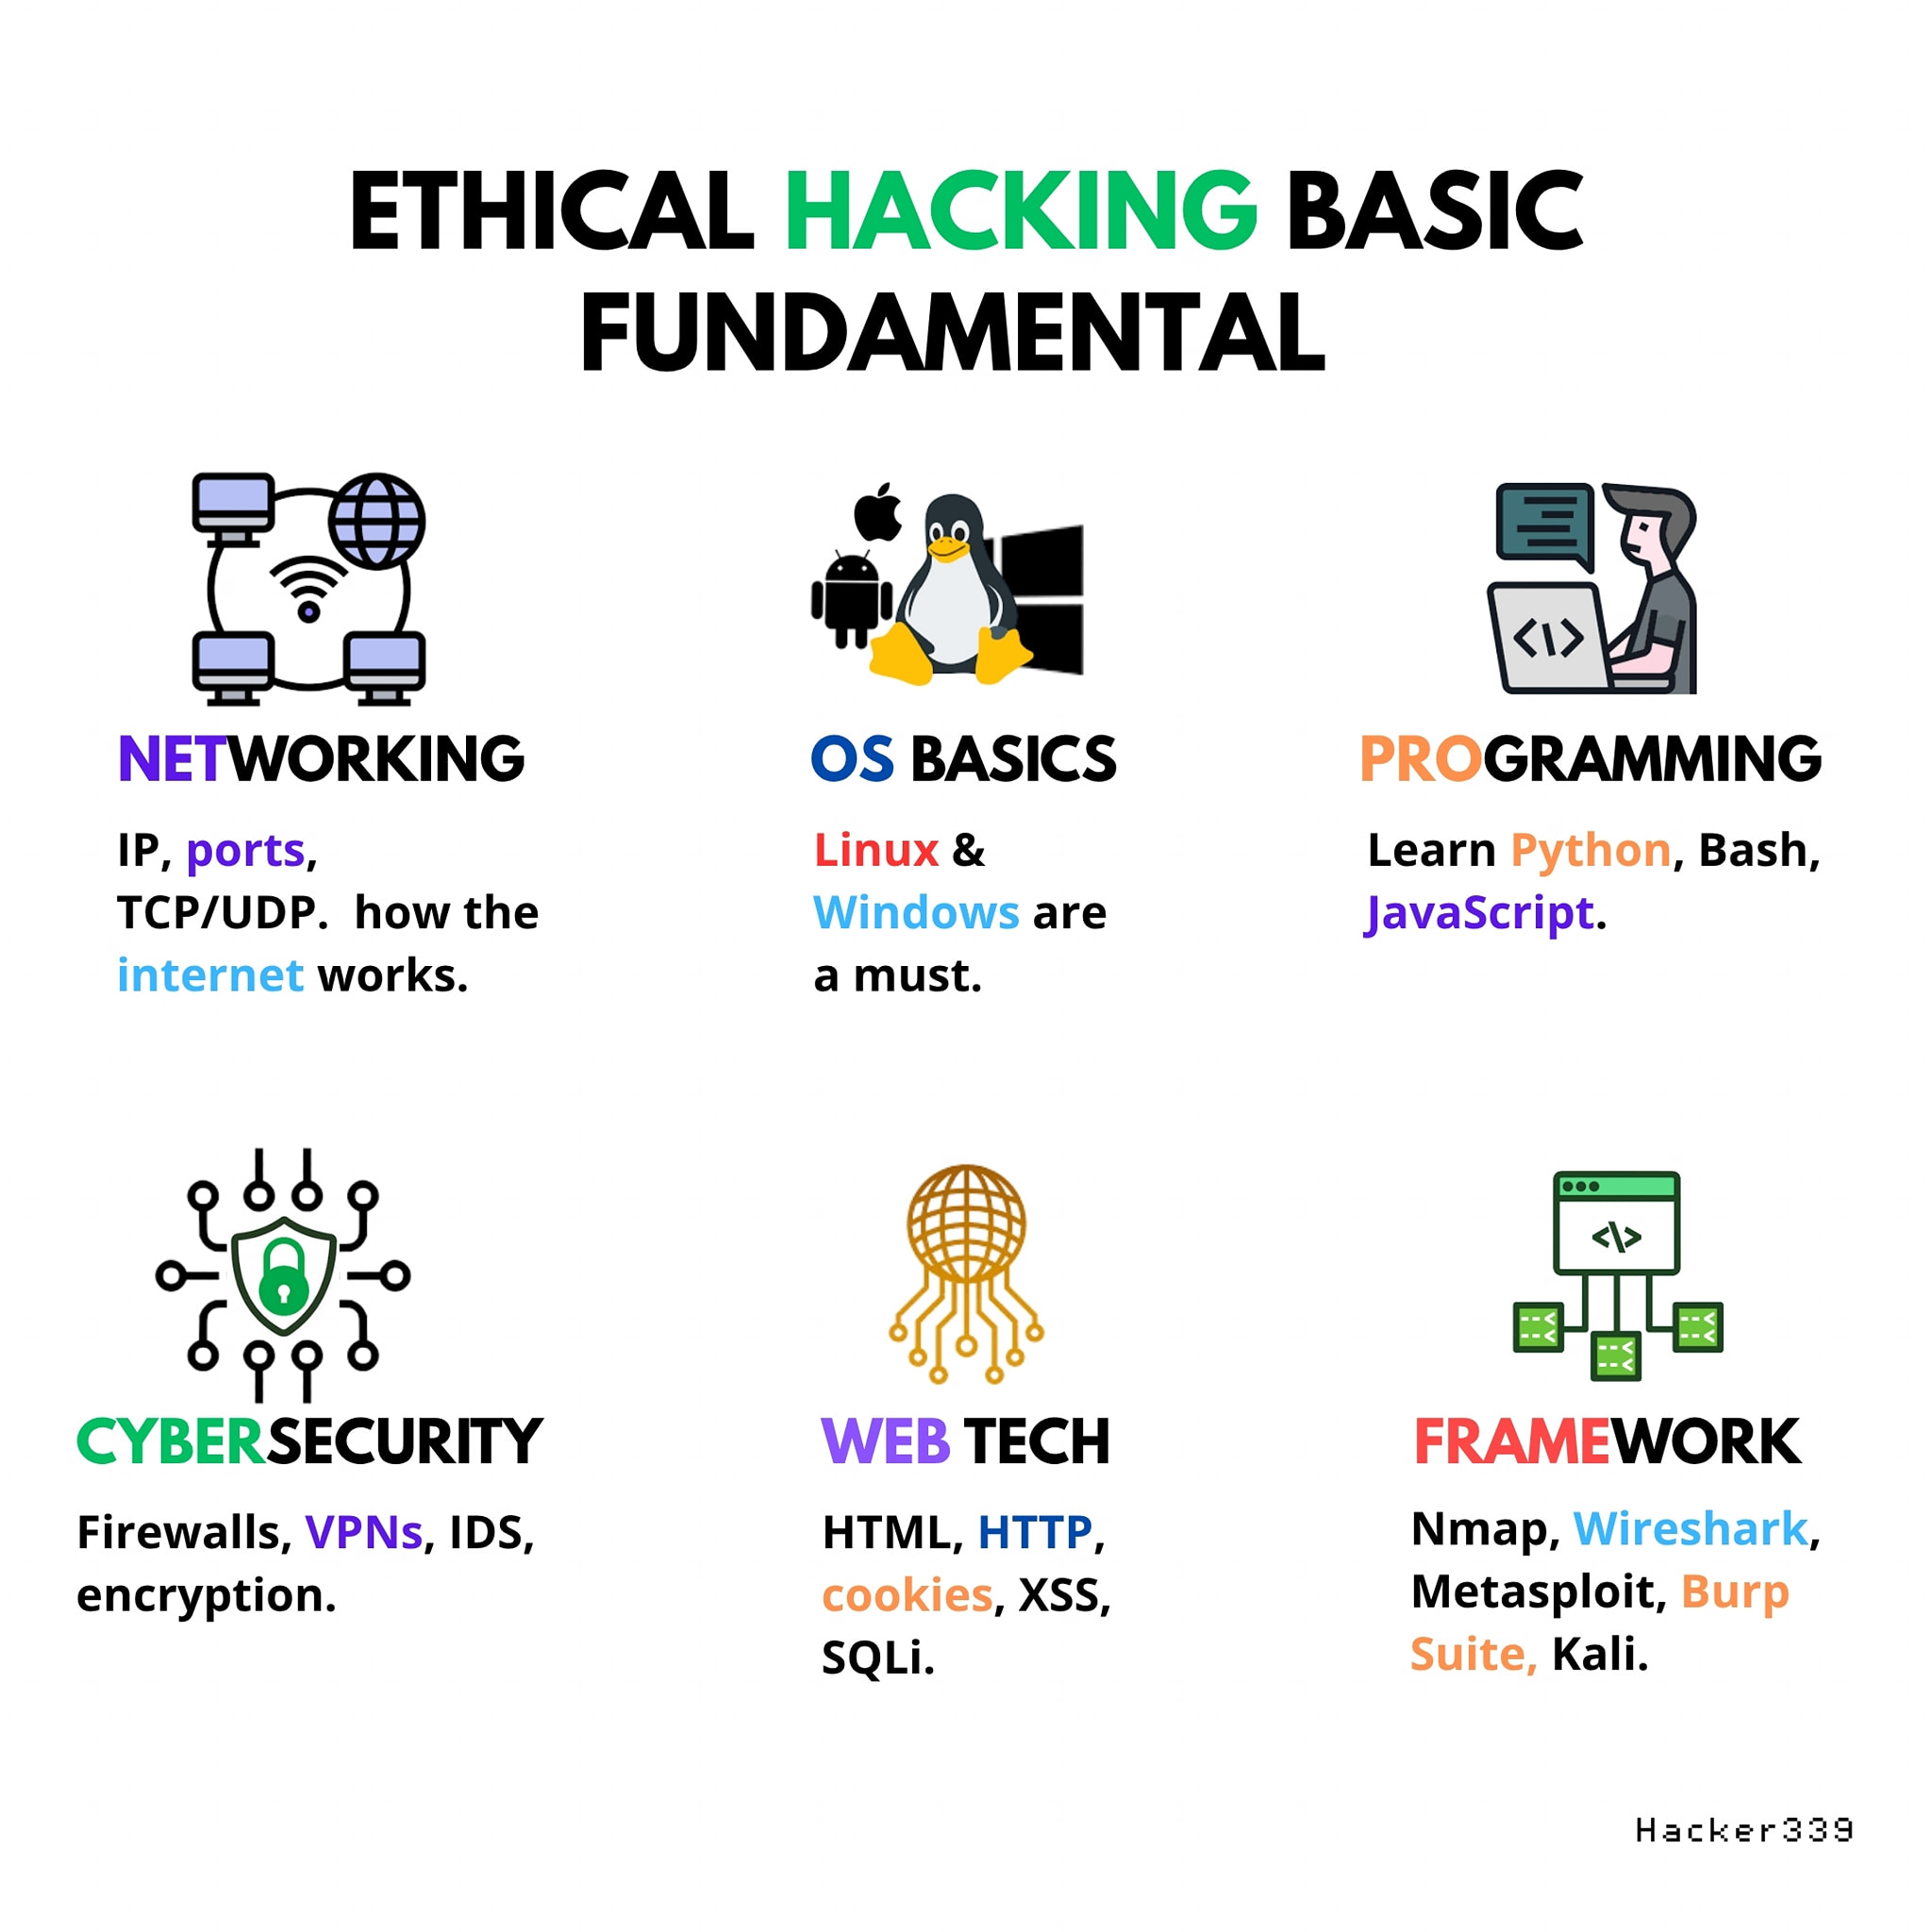 ETHICAL HACKING BASIC
FUNDAMENTAL
NETWORKING
IP, ports,
TCP/UDP.  how the
internet works.
OS BASICS
Linux &
Windows are
a must.
PROGRAMMING
Learn Python, Bash,
JavaScript.
CYBERSECURITY
Firewalls, VPNs, IDS,
encryption.
WEB TECH
HTML, HTTP,
cookies, XSS,
SQLi.
FRAMEWORK
Nmap, Wireshark,
Metasploit, Burp
Suite, Kali.
Hacker339